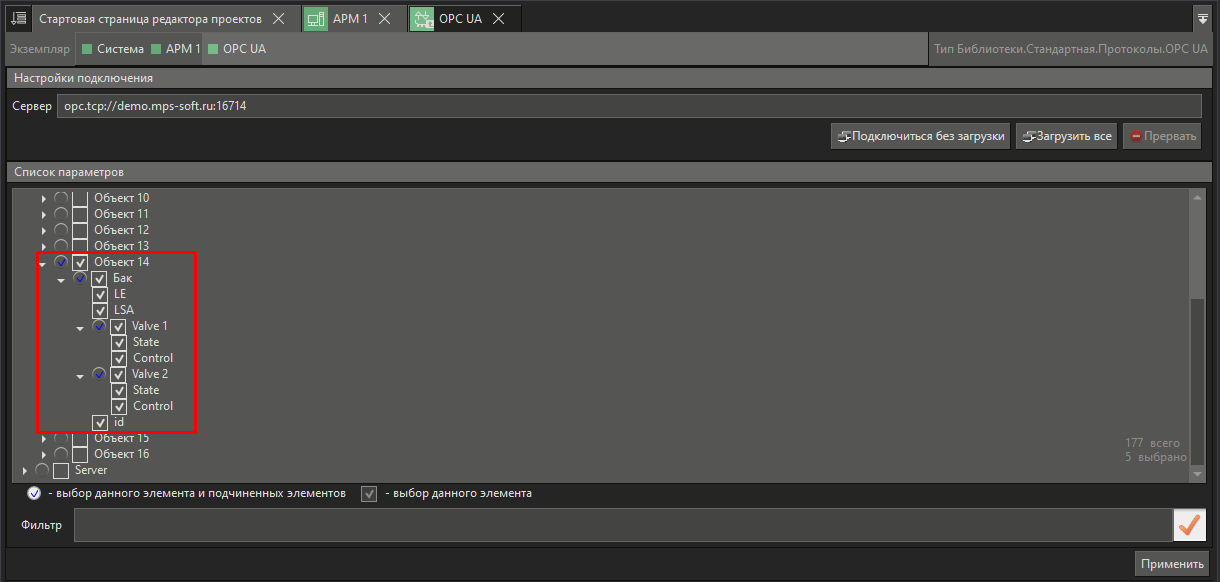 Стартовая страница редактора проектов АРМ 1 OPC UA
Экземпляр Система АРМ 1 OPC UA Тип Библиотеки.Стандартная.Протоколы.OPC UA
Настройки подключения
Сервер opc.tcp://demo.mps-soft.ru:16714
Подключиться без загрузки Загрузить все Прервать
Список параметров
Объект 10
Объект 11
Объект 12
Объект 13
Объект 14
Бак
LE
LSA
Valve 1
State
Control
Valve 2
State
Control
id
Объект 15
Объект 16
Server
177 всего
5 выбрано
- выбор данного элемента и подчиненных элементов - выбор данного элемента
Фильтр
Применить